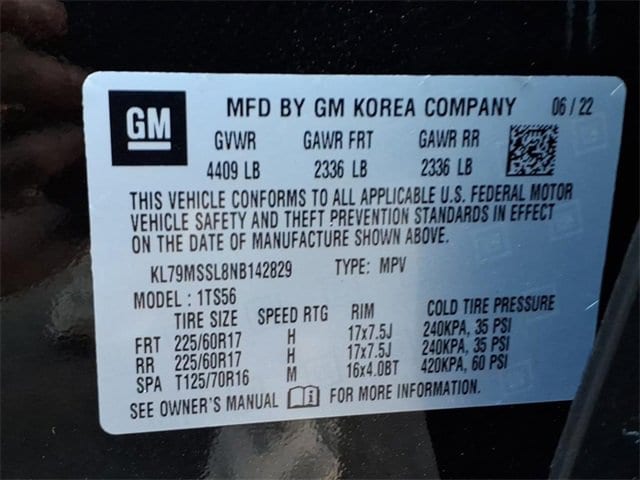 GM MFD BY GM KOREA COMPANY 06/22
GVWR GAWR FRT GAWR RR
4409 LB 2336 LB 2336 LB
THIS VEHICLE CONFORMS TO ALL APPLICABLE U.S. FEDERAL MOTOR
VEHICLE SAFETY AND THEFT PREVENTION STANDARDS IN EFFECT
ON THE DATE OF MANUFACTURE SHOWN ABOVE.
KL79MSSL8NB142829 TYPE: MPV
MODEL: 1TS56
TIRE SIZE SPEED RTG RIM COLD TIRE PRESSURE
FRT 225/60R17 H 17x7.5J 240KPA, 35 PSI
RR 225/60R17 H 17x7.5J 240KPA, 35 PSI
SPA T125/70R16 M 16x4.0BT 420KPA, 60 PSI
SEE OWNER'S MANUAL FOR MORE INFORMATION.